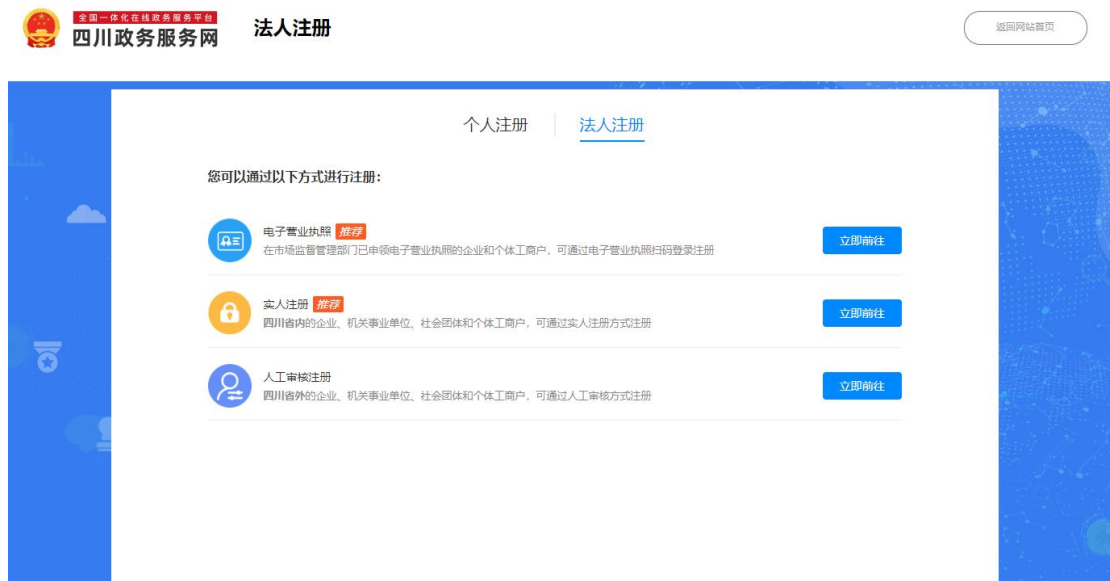 全国一体化在线政务服务平台
四川政务服务网
法人注册
返回网站首页
个人注册
法人注册
您可以通过以下方式进行注册：
电子营业执照 推荐
在市场监督管理部门已申领电子营业执照的企业和个体工商户，可通过电子营业执照扫码登录注册
立即前往
实人注册 推荐
四川省内的企业、机关事业单位、社会团体和个体工商户，可通过实人注册方式注册
立即前往
人工审核注册
四川省外的企业、机关事业单位、社会团体和个体工商户，可通过人工审核方式注册
立即前往